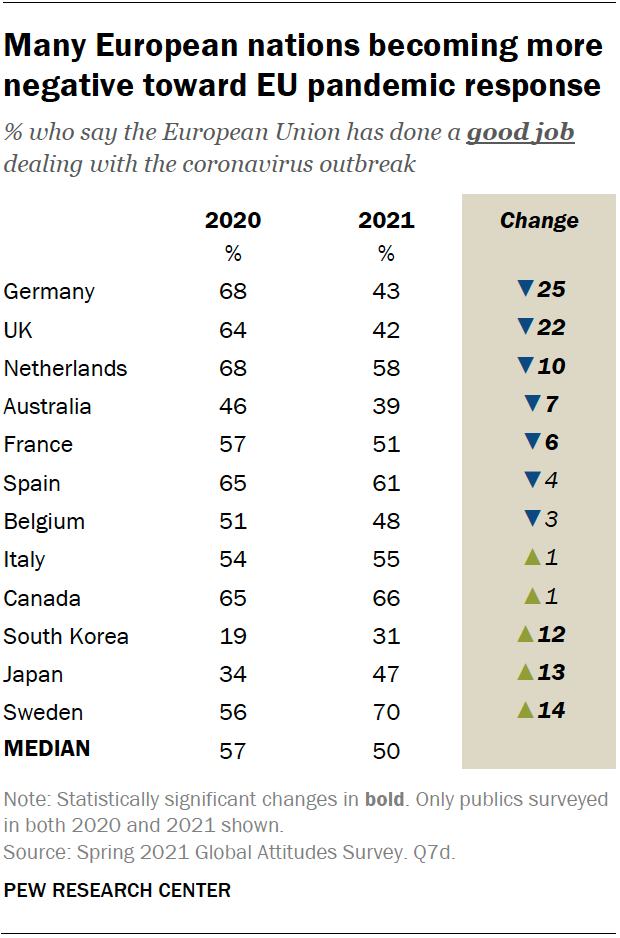 Many European nations becoming more
negative toward EU pandemic response
% who say the European Union has done a good job
dealing with the coronavirus outbreak
2020 2021 Change
% %
Germany 68 43 ▼25
UK 64 42 ▼22
Netherlands 68 58 ▼10
Australia 46 39 ▼7
France 57 51 ▼6
Spain 65 61 ▼4
Belgium 51 48 ▼3
Italy 54 55 ▲1
Canada 65 66 ▲1
South Korea 19 31 ▲12
Japan 34 47 ▲13
Sweden 56 70 ▲14
MEDIAN 57 50
Note: Statistically significant changes in bold. Only publics surveyed
in both 2020 and 2021 shown.
Source: Spring 2021 Global Attitudes Survey. Q7d.
PEW RESEARCH CENTER